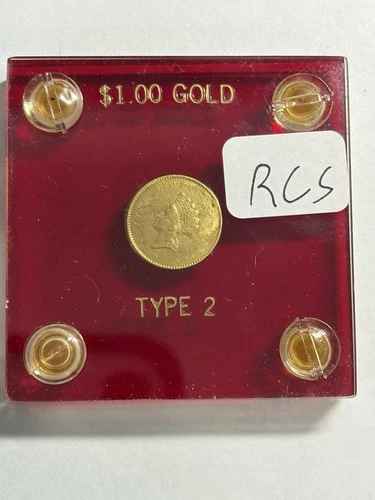 $1.00 GOLD
RCS
TYPE 2